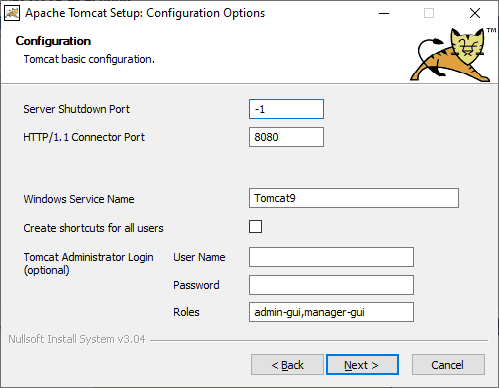 Apache Tomcat Setup: Configuration Options
Configuration
Tomcat basic configuration.
TM
Server Shutdown Port -1
HTTP/1.1 Connector Port 8080
Windows Service Name Tomcat9
Create shortcuts for all users
Tomcat Administrator Login User Name
(optional)
Password
Roles admin-gui,manager-gui
Nullsoft Install System v3.04
< Back Next > Cancel